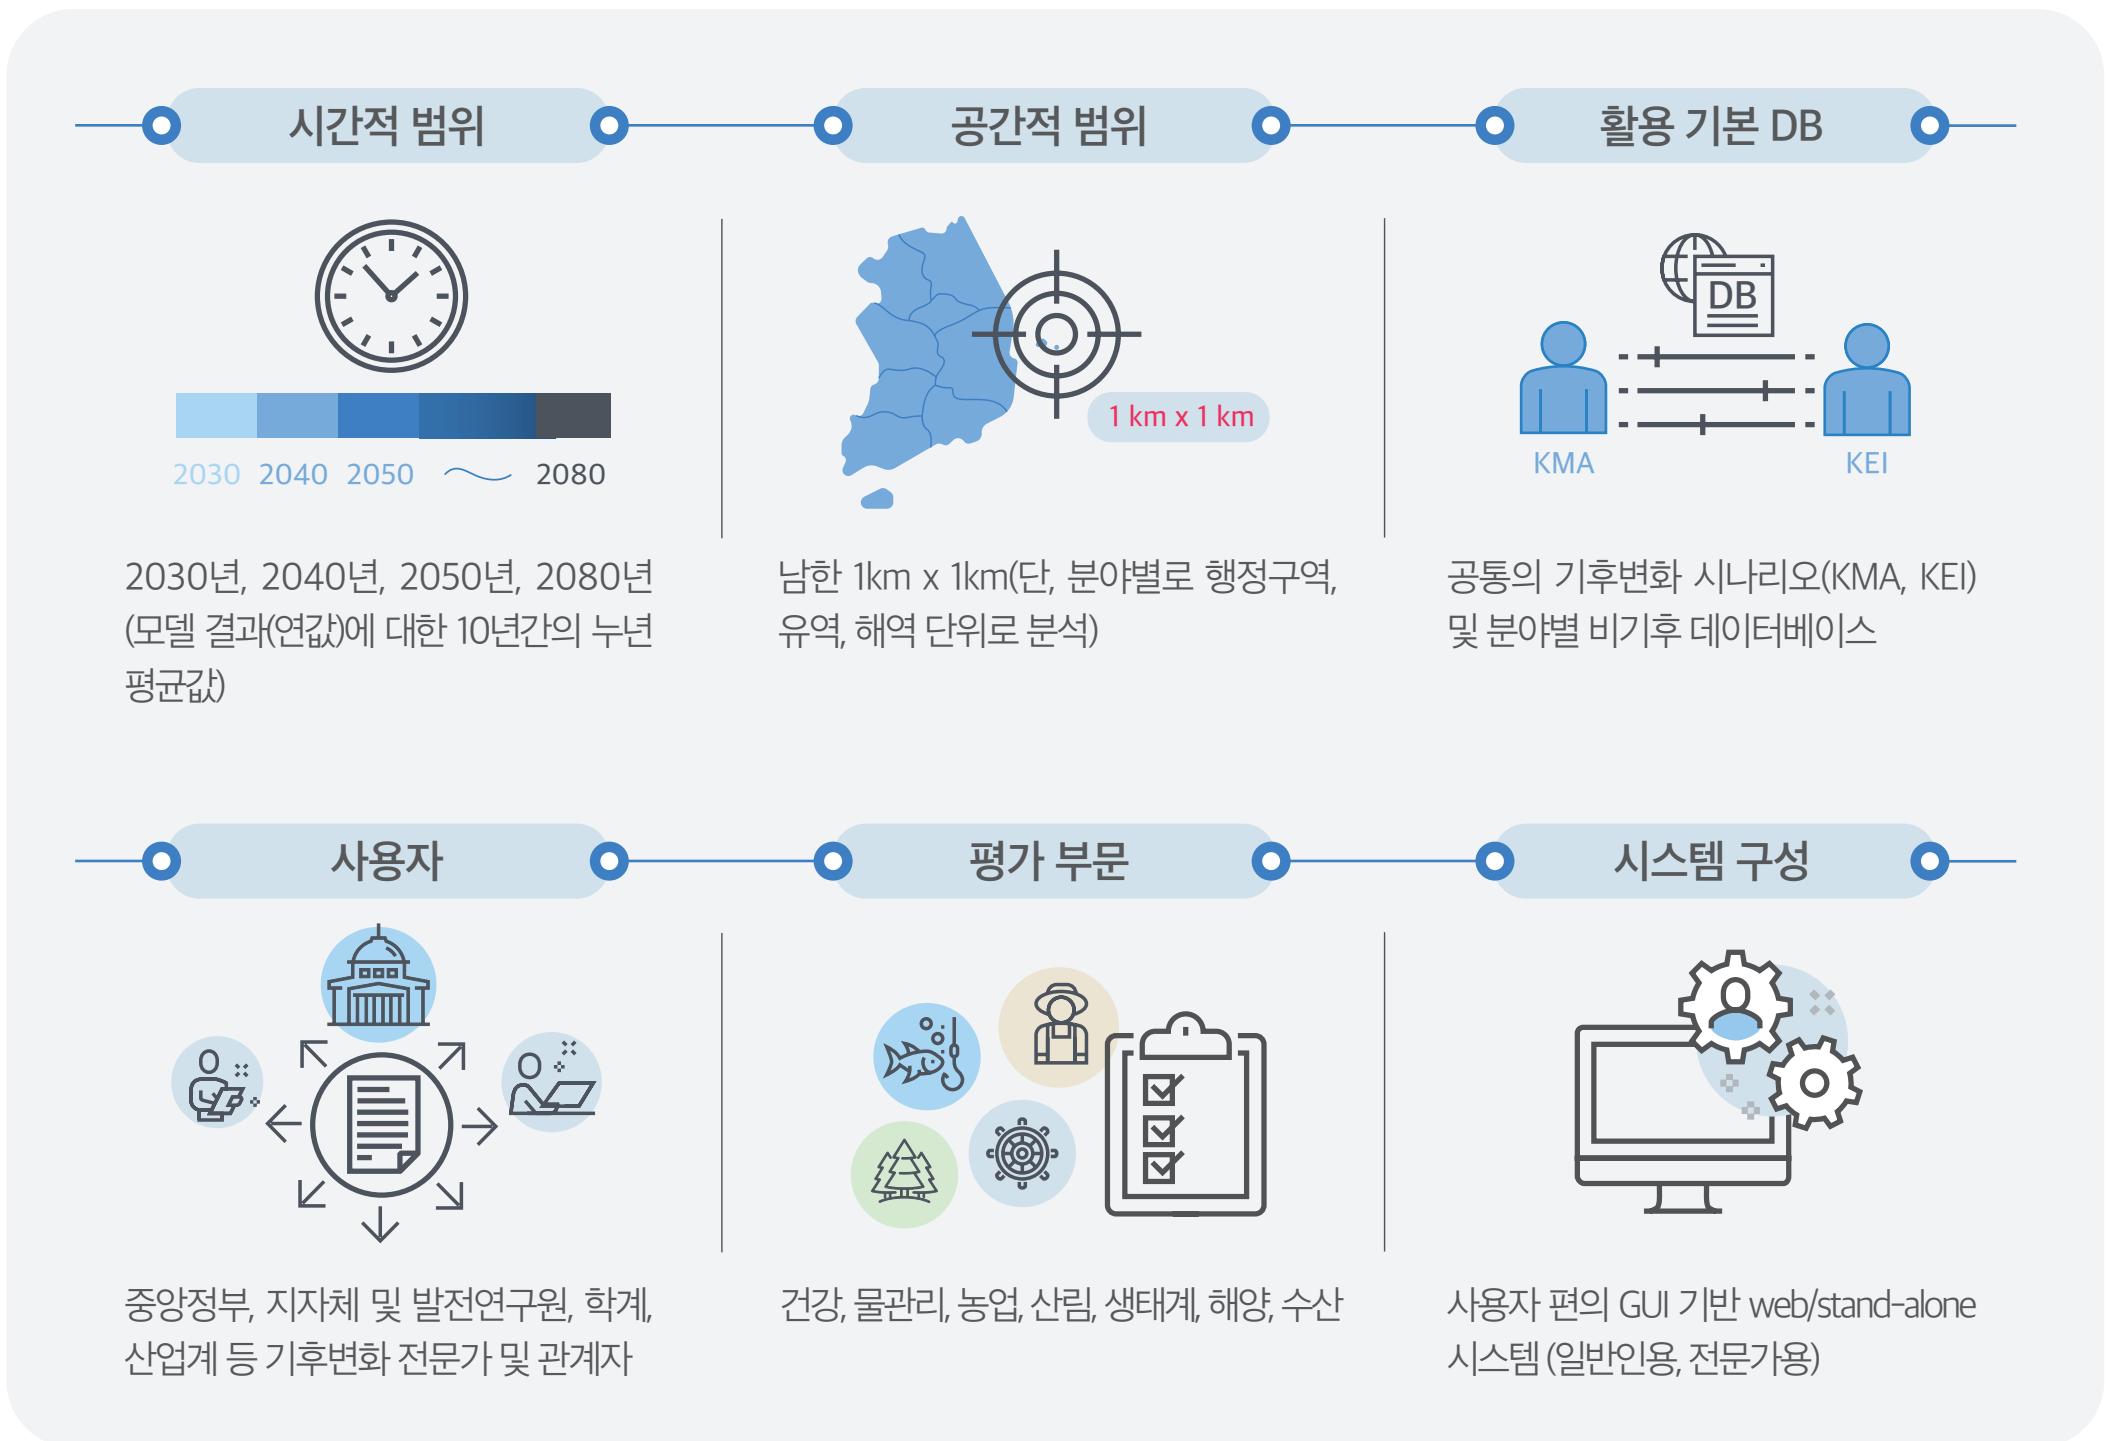 시간적 범위
공간적 범위
활용 기본 DB
2030 2040 2050 2080
1 km x 1 km
DB
KMA
KEI
2030년, 2040년, 2050년, 2080년
(모델 결과(연값)에 대한 10년간의 누년
평균값)
남한 1km x 1km(단, 분야별로 행정구역,
유역, 해역 단위로 분석)
공통의 기후변화 시나리오(KMA, KEI)
및 분야별 비기후 데이터베이스
사용자
평가 부문
시스템 구성
중앙정부, 지자체 및 발전연구원, 학계,
산업계 등 기후변화 전문가 및 관계자
건강, 물관리, 농업, 산림, 생태계, 해양, 수산
사용자 편의 GUI 기반 web/stand-alone
시스템 (일반인용, 전문가용)